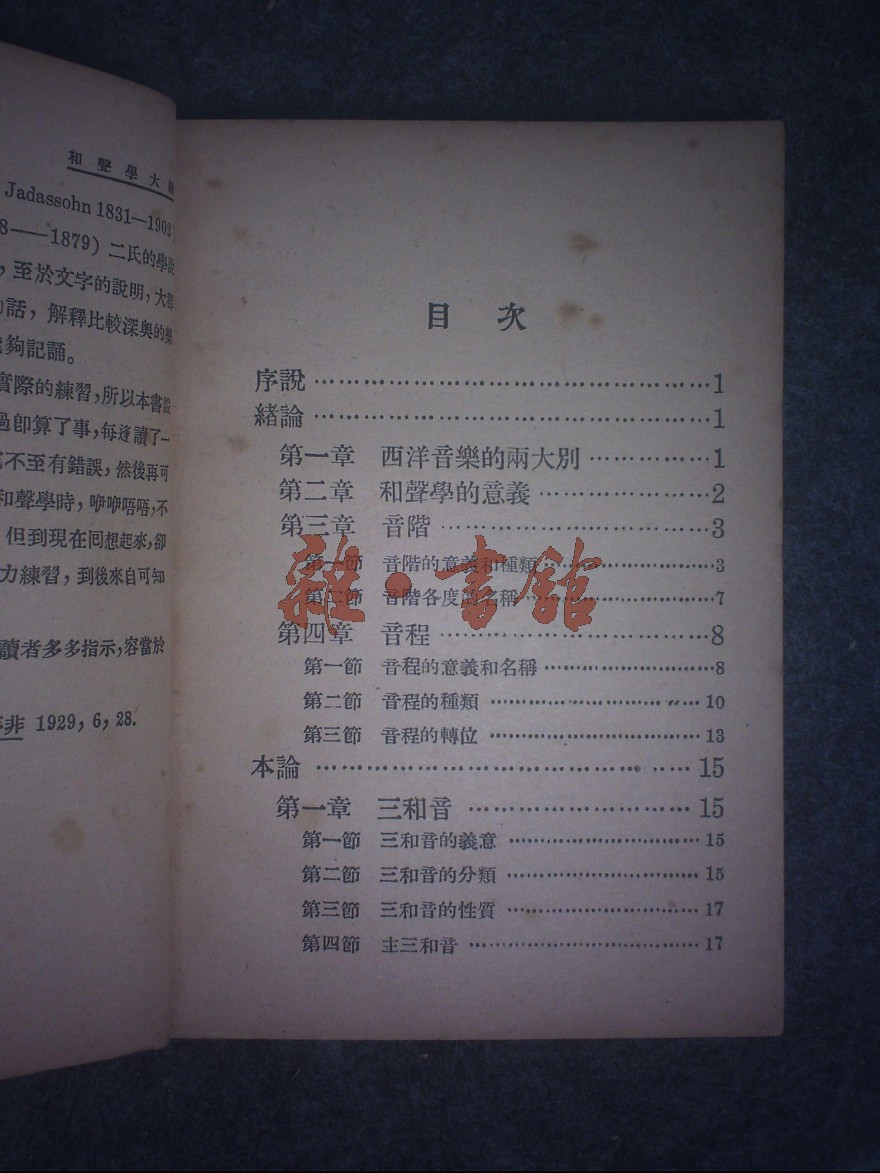 和聲學大
Jadassohn 1831—1902
8——1879) 二氏的學說
，至於文字的說明，大都
話，解釋比較深奧的樂
夠記誦。
實際的練習，所以本書設
過卽算了事，每逢讀了一
不至有錯誤，然後再可
和聲學時，咿咿唔唔，不
但到現在回想起來，卻
力練習，到後來自可知
讀者多多指示，容當於
非 1929，6，28.
目次
序說 …… 1
緒論 …… 1
第一章 西洋音樂的兩大別 …… 1
第二章 和聲學的意義 …… 2
第三章 音階 …… 3
第一節 音階的意義和種類 …… 3
第二節 音階各度的名稱 …… 7
第四章 音程 …… 8
第一節 音程的意義和名稱 …… 8
第二節 音程的種類 …… 10
第三節 音程的轉位 …… 13
本論 …… 15
第一章 三和音 …… 15
第一節 三和音的義意 …… 15
第二節 三和音的分類 …… 15
第三節 三和音的性質 …… 17
第四節 主三和音 …… 17
雜·書館